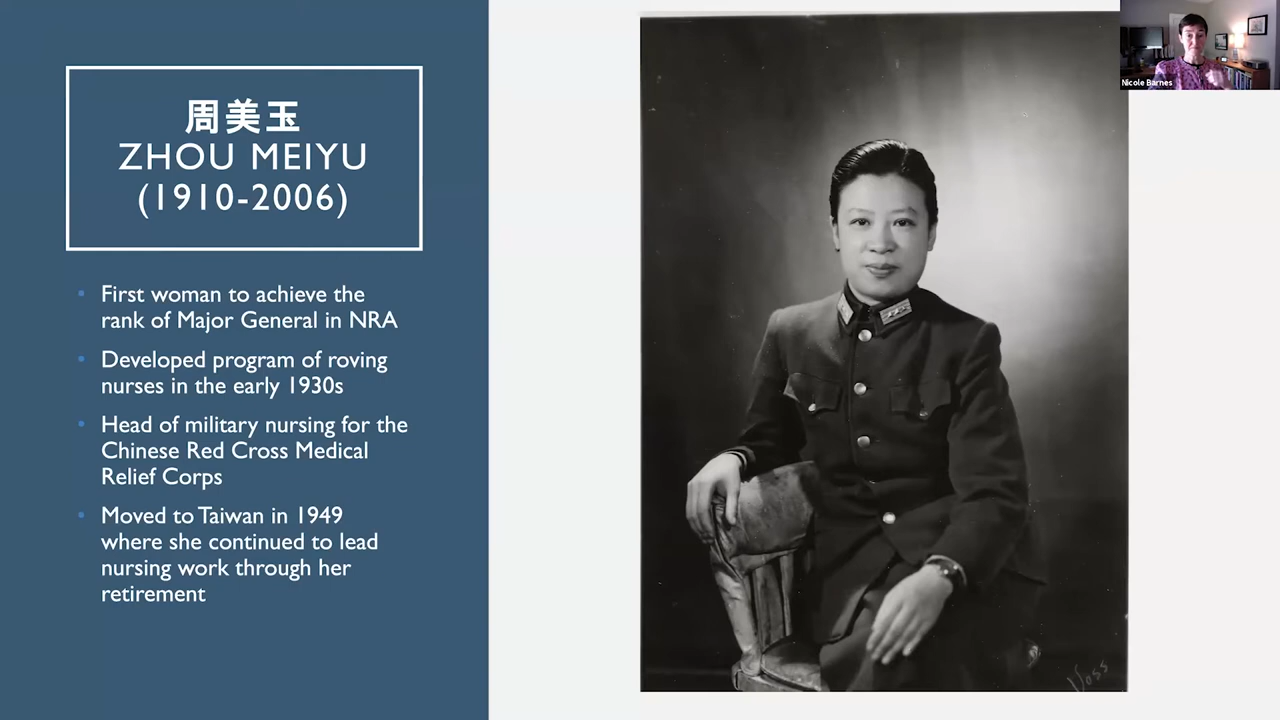 周美玉
ZHOU MEIYU
(1910-2006)
• First woman to achieve the
rank of Major General in NRA
• Developed program of roving
nurses in the early 1930s
• Head of military nursing for the
Chinese Red Cross Medical
Relief Corps
• Moved to Taiwan in 1949
where she continued to lead
nursing work through her
retirement
Nicole Barnes
Voss